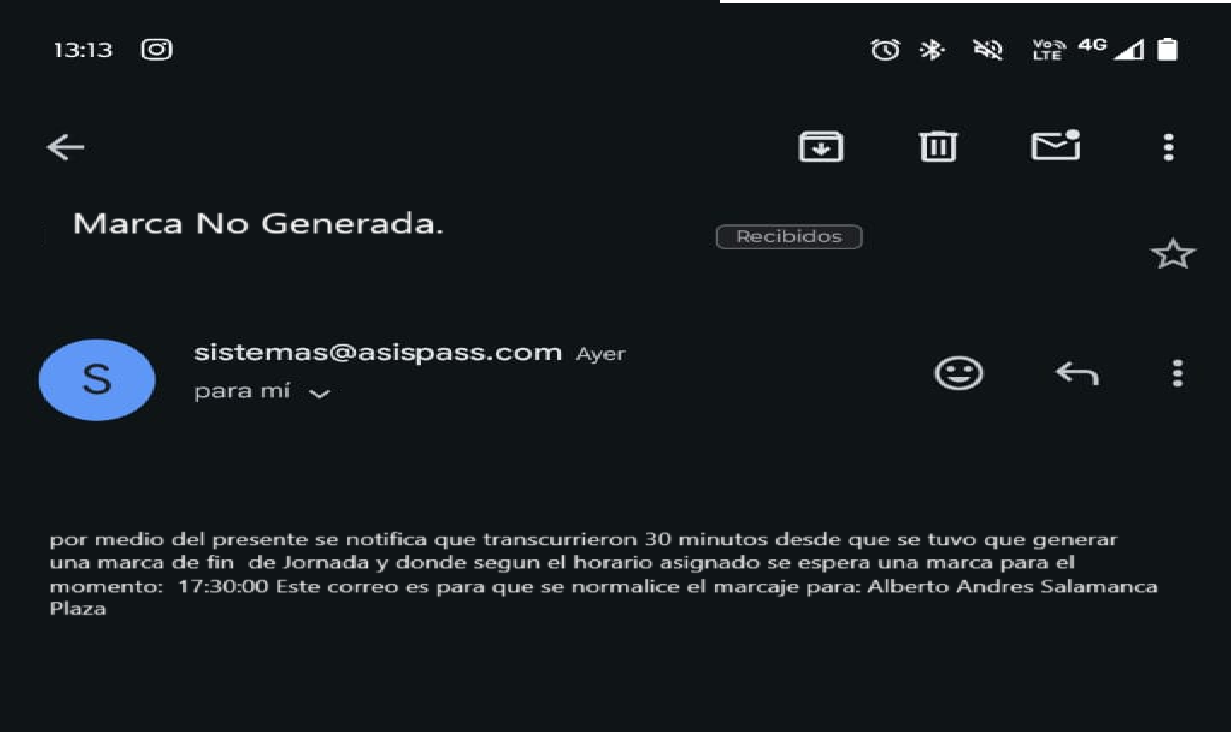 13:13
Vo LTE 4G
Marca No Generada.
Recibidos
S
sistemas@asispass.com Ayer
para mí
por medio del presente se notifica que transcurrieron 30 minutos desde que se tuvo que generar
una marca de fin  de Jornada y donde segun el horario asignado se espera una marca para el
momento:  17:30:00 Este correo es para que se normalice el marcaje para: Alberto Andres Salamanca
Plaza